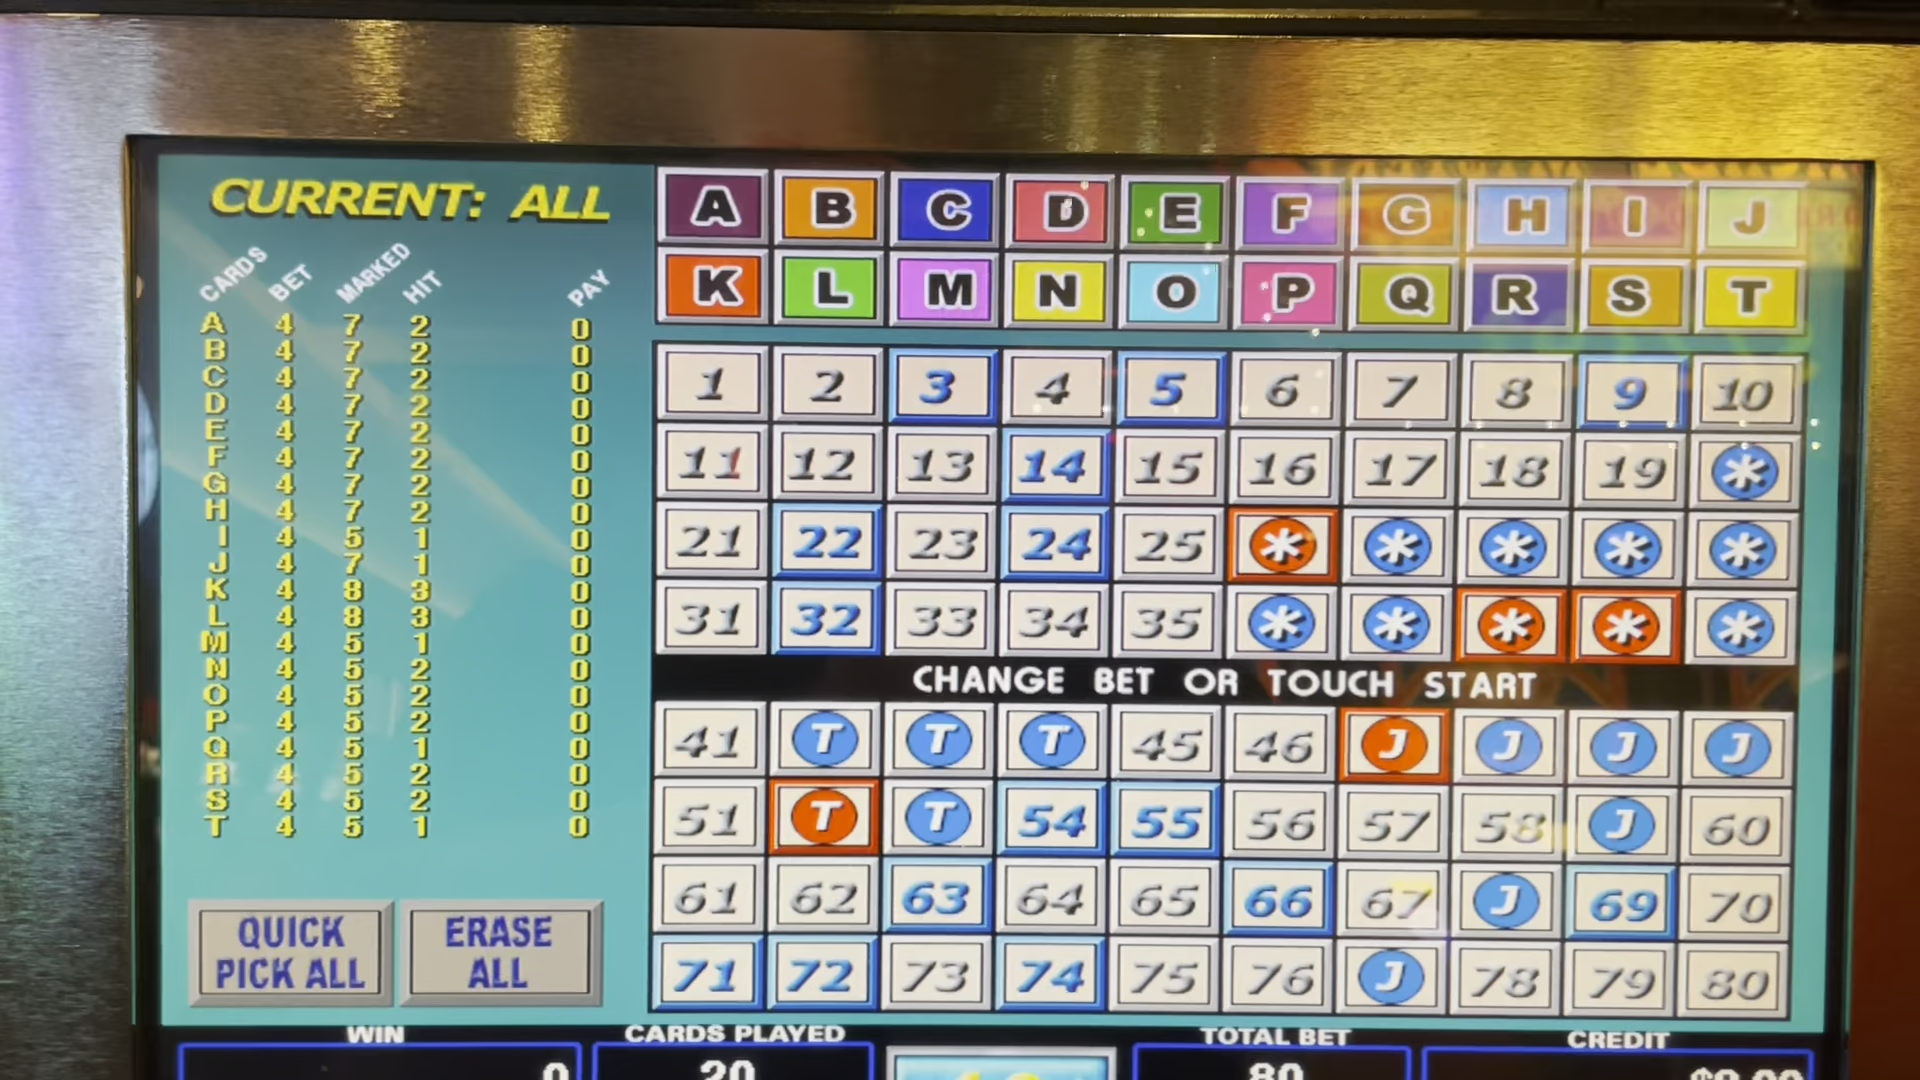 CURRENT: ALL
CARDS BET MARKED HIT PAY
A 4 7 2 0
B 4 7 2 0
C 4 7 2 0
D 4 7 2 0
E 4 7 2 0
F 4 7 2 0
G 4 7 2 0
H 4 7 2 0
I 4 5 1 0
J 4 7 1 0
K 4 8 3 0
L 4 8 3 0
M 4 5 1 0
N 4 5 2 0
O 4 5 2 0
P 4 5 2 0
Q 4 5 1 0
R 4 5 2 0
S 4 5 2 0
T 4 5 1 0
QUICK PICK ALL
ERASE ALL
A B C D E F G H I J
K L M N O P Q R S T
1 2 3 4 5 6 7 8 9 10
11 12 13 14 15 16 17 18 19 *
21 22 23 24 25 * * * * *
31 32 33 34 35 * * * * *
CHANGE BET OR TOUCH START
41 T T T 45 46 J J J J
51 T T 54 55 56 57 58 J 60
61 62 63 64 65 66 67 J 69 70
71 72 73 74 75 76 J 78 79 80
WIN CARDS PLAYED TOTAL BET CREDIT
0 20 80